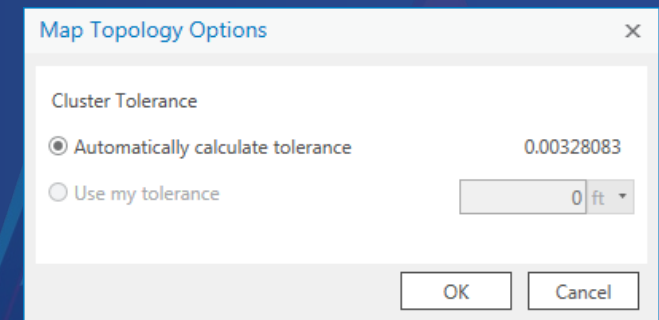 Map Topology Options
Cluster Tolerance
Automatically calculate tolerance 0.00328083
Use my tolerance 0 ft
OK Cancel